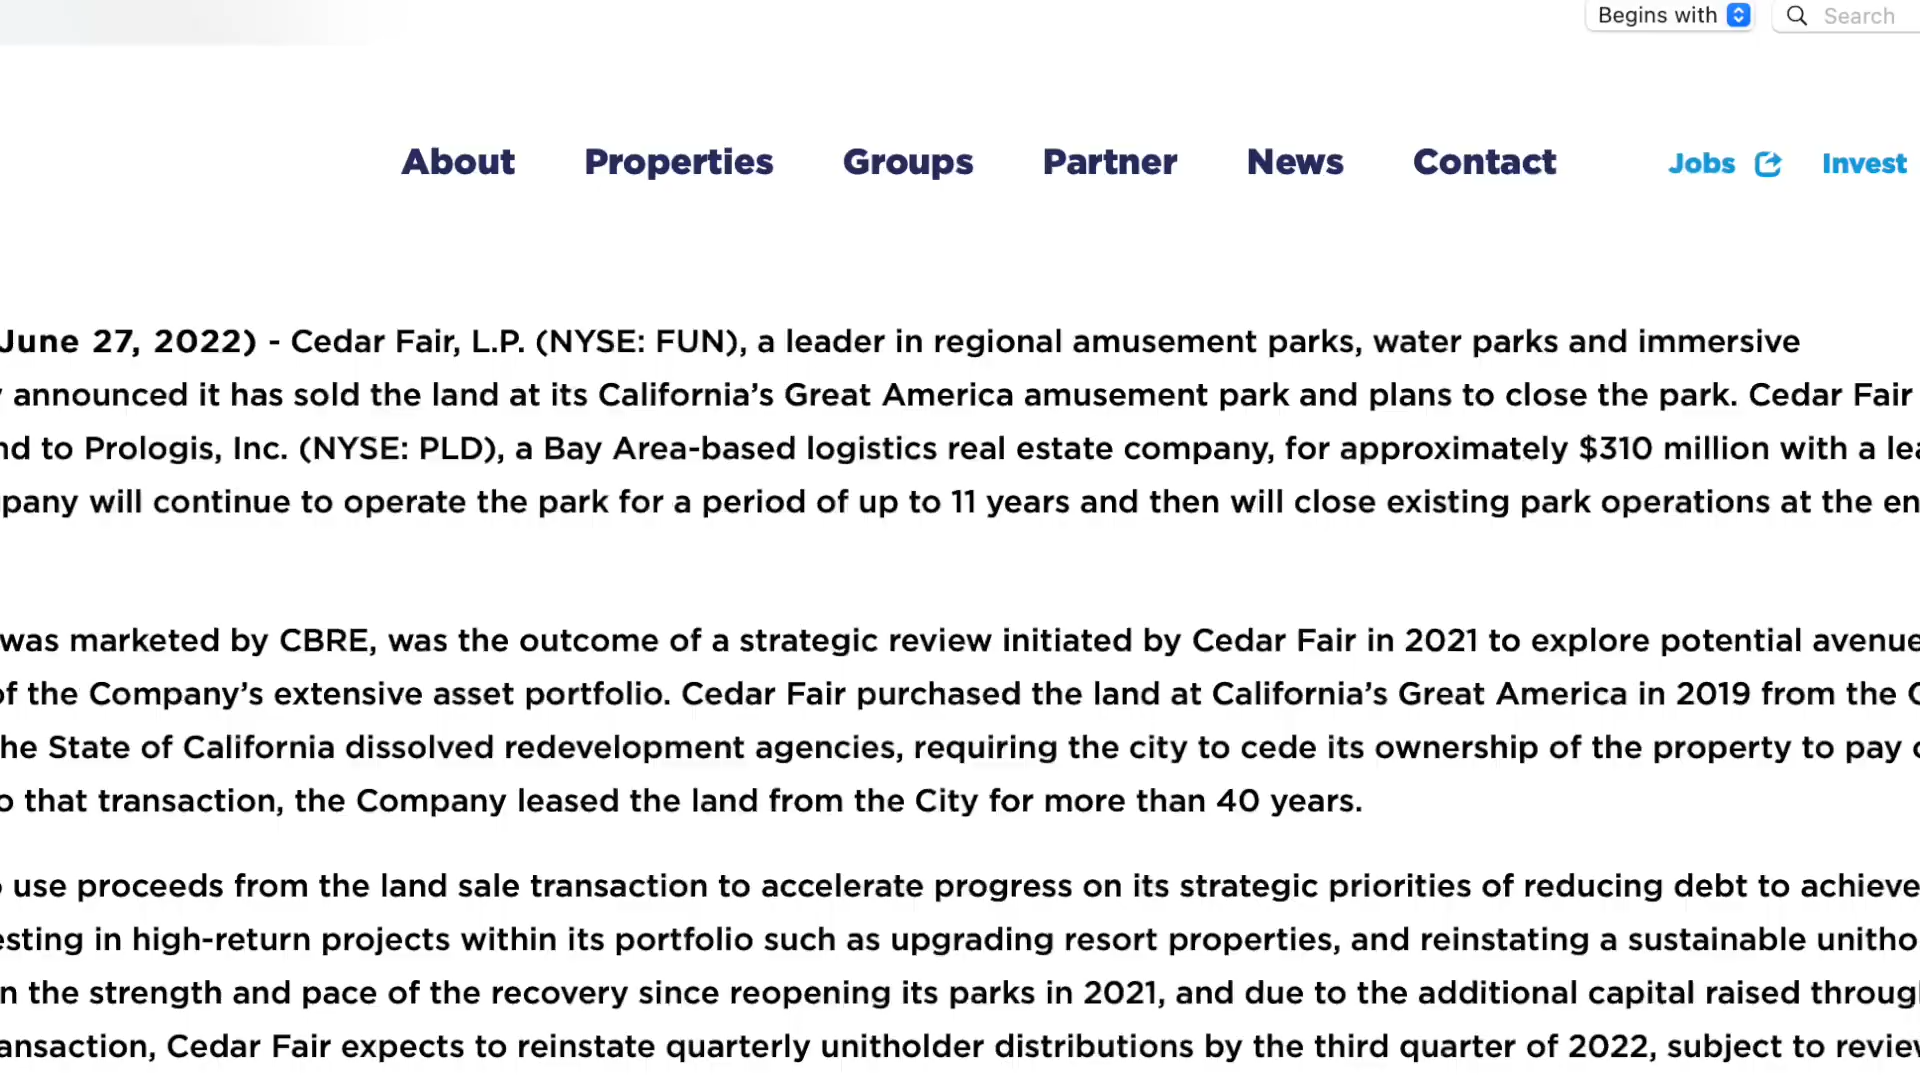 Begins with
Search
About Properties Groups Partner News Contact Jobs Invest
June 27, 2022) - Cedar Fair, L.P. (NYSE: FUN), a leader in regional amusement parks, water parks and immersive
announced it has sold the land at its California’s Great America amusement park and plans to close the park. Cedar Fair
to Prologis, Inc. (NYSE: PLD), a Bay Area-based logistics real estate company, for approximately $310 million with a
will continue to operate the park for a period of up to 11 years and then will close existing park operations at the
was marketed by CBRE, was the outcome of a strategic review initiated by Cedar Fair in 2021 to explore potential
of the Company’s extensive asset portfolio. Cedar Fair purchased the land at California’s Great America in 2019 from the
State of California dissolved redevelopment agencies, requiring the city to cede its ownership of the property to pay
that transaction, the Company leased the land from the City for more than 40 years.
use proceeds from the land sale transaction to accelerate progress on its strategic priorities of reducing debt to achieve
in high-return projects within its portfolio such as upgrading resort properties, and reinstating a sustainable
the strength and pace of the recovery since reopening its parks in 2021, and due to the additional capital raised
Cedar Fair expects to reinstate quarterly unitholder distributions by the third quarter of 2022, subject to